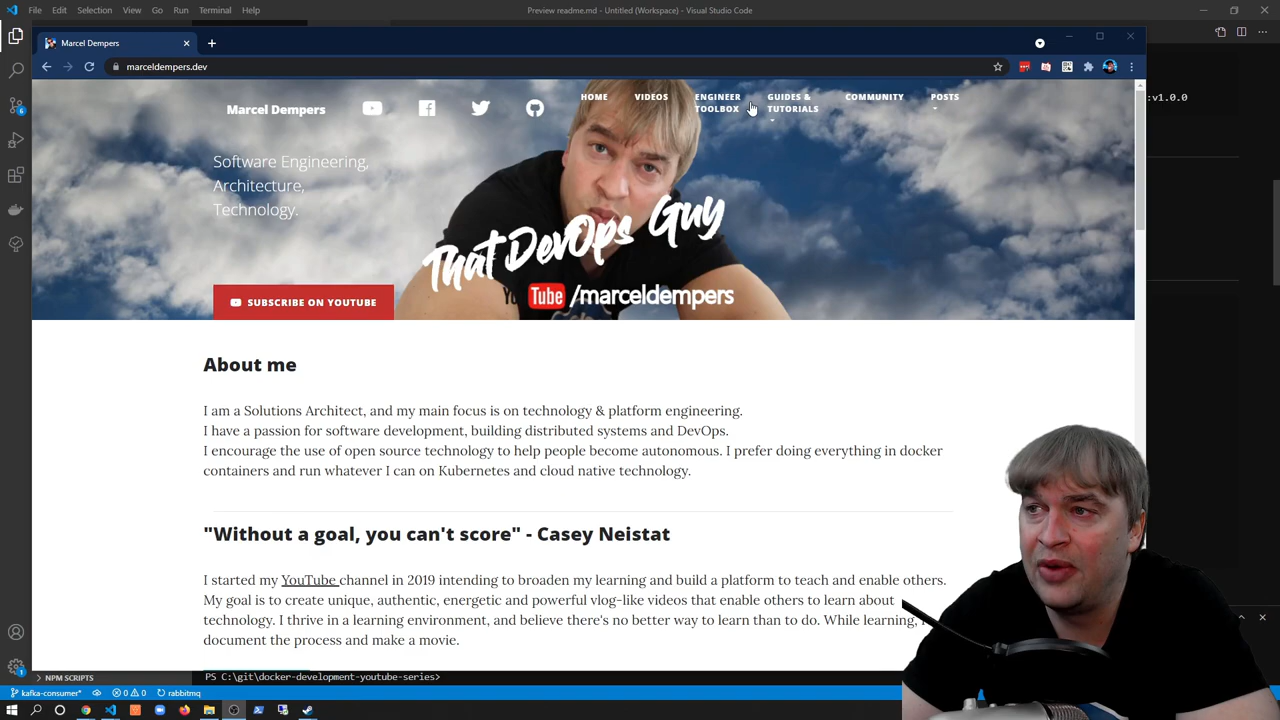 File Edit Selection View Go Run Terminal Help
Preview readme.md - Untitled (Workspace) - Visual Studio Code
Marcel Dempers
marceldempers.dev
Marcel Dempers
HOME
VIDEOS
ENGINEER
TOOLBOX
GUIDES &
TUTORIALS
COMMUNITY
POSTS
:v1.0.0
Software Engineering,
Architecture,
Technology.
That DevOps Guy
YouTube /marceldempers
SUBSCRIBE ON YOUTUBE
About me
I am a Solutions Architect, and my main focus is on technology & platform engineering.
I have a passion for software development, building distributed systems and DevOps.
I encourage the use of open source technology to help people become autonomous. I prefer doing everything in docker
containers and run whatever I can on Kubernetes and cloud native technology.
"Without a goal, you can't score" - Casey Neistat
I started my YouTube channel in 2019 intending to broaden my learning and build a platform to teach and enable others.
My goal is to create unique, authentic, energetic and powerful vlog-like videos that enable others to learn about
technology. I thrive in a learning environment, and believe there's no better way to learn than to do. While learning,
document the process and make a movie.
NPM SCRIPTS
PS C:\git\docker-development-youtube-series>
kafka-consumer*
0
0
rabbitmq
6
1